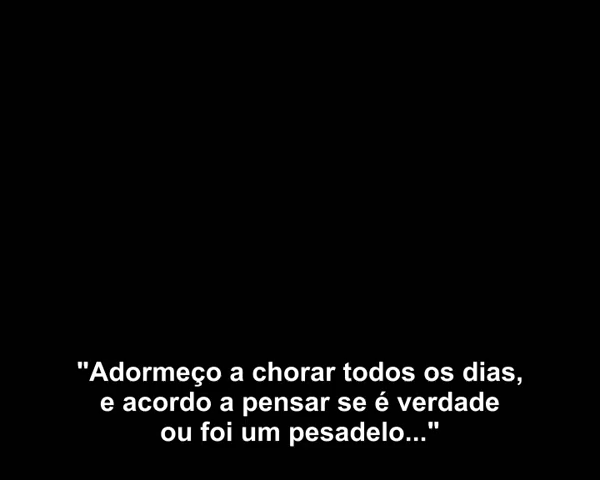 "Adormeço a chorar todos os dias,
e acordo a pensar se é verdade
ou foi um pesadelo..."